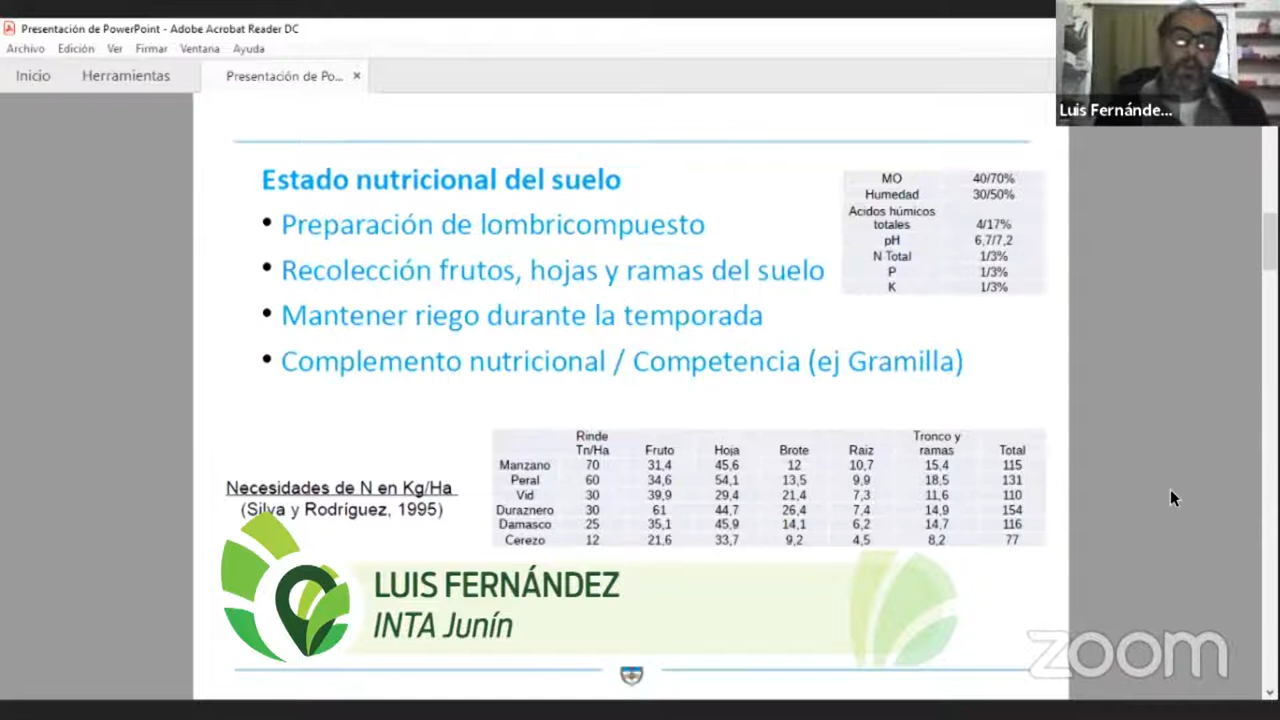 Presentación de PowerPoint - Adobe Acrobat Reader DC
Archivo Edición Ver Firmar Ventana Ayuda
Inicio Herramientas Presentación de Po... ×
Luis Fernánde...
Estado nutricional del suelo
• Preparación de lombricompuesto
• Recolección frutos, hojas y ramas del suelo
• Mantener riego durante la temporada
• Complemento nutricional / Competencia (ej Gramilla)
MO 40/70%
Humedad 30/50%
Acidos húmicos
totales 4/17%
pH 6,7/7,2
N Total 1/3%
P 1/3%
K 1/3%
Necesidades de N en Kg/Ha
(Silva y Rodríguez, 1995)
Rinde Tronco y
Tn/Ha Fruto Hoja Brote Raiz ramas Total
Manzano 70 31,4 45,6 12 10,7 15,4 115
Peral 60 34,6 54,1 13,5 9,9 18,5 131
Vid 30 39,9 29,4 21,4 7,3 11,6 110
Duraznero 30 61 44,7 26,4 7,4 14,9 154
Damasco 25 35,1 45,9 14,1 6,2 14,7 116
Cerezo 12 21,6 33,7 9,2 4,5 8,2 77
LUIS FERNÁNDEZ
INTA Junín
zoom